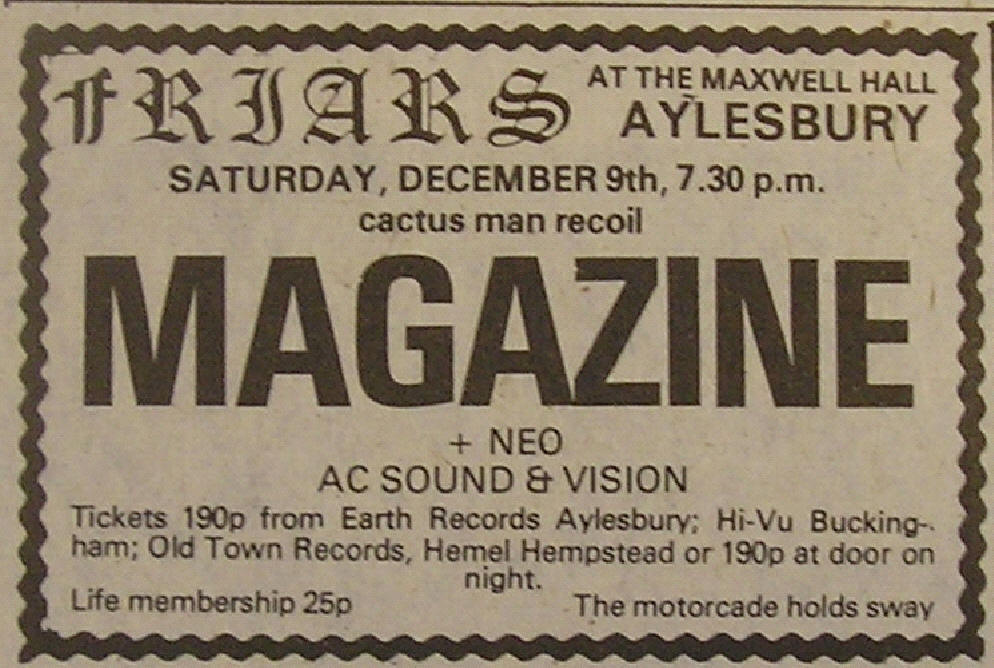 fRIARS AT THE MAXWELL HALL
AYLESBURY
SATURDAY, DECEMBER 9th, 7.30 p.m.
cactus man recoil
MAGAZINE
+ NEO
AC SOUND & VISION
Tickets 190p from Earth Records Aylesbury; Hi-Vu Bucking-
ham; Old Town Records, Hemel Hempstead or 190p at door on
night.
Life membership 25p The motorcade holds sway